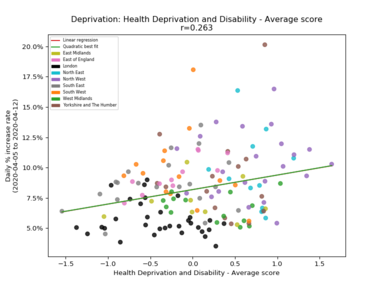 Deprivation: Health Deprivation and Disability - Average score
r=0.263
Daily % increase rate
(2020-04-05 to 2020-04-12)
20.0%
17.5%
15.0%
12.5%
10.0%
7.5%
5.0%
Linear regression
Quadratic best fit
East Midlands
East of England
London
North East
North West
South East
South West
West Midlands
Yorkshire and The Humber
−1.5 −1.0 −0.5 0.0 0.5 1.0 1.5
Health Deprivation and Disability - Average score